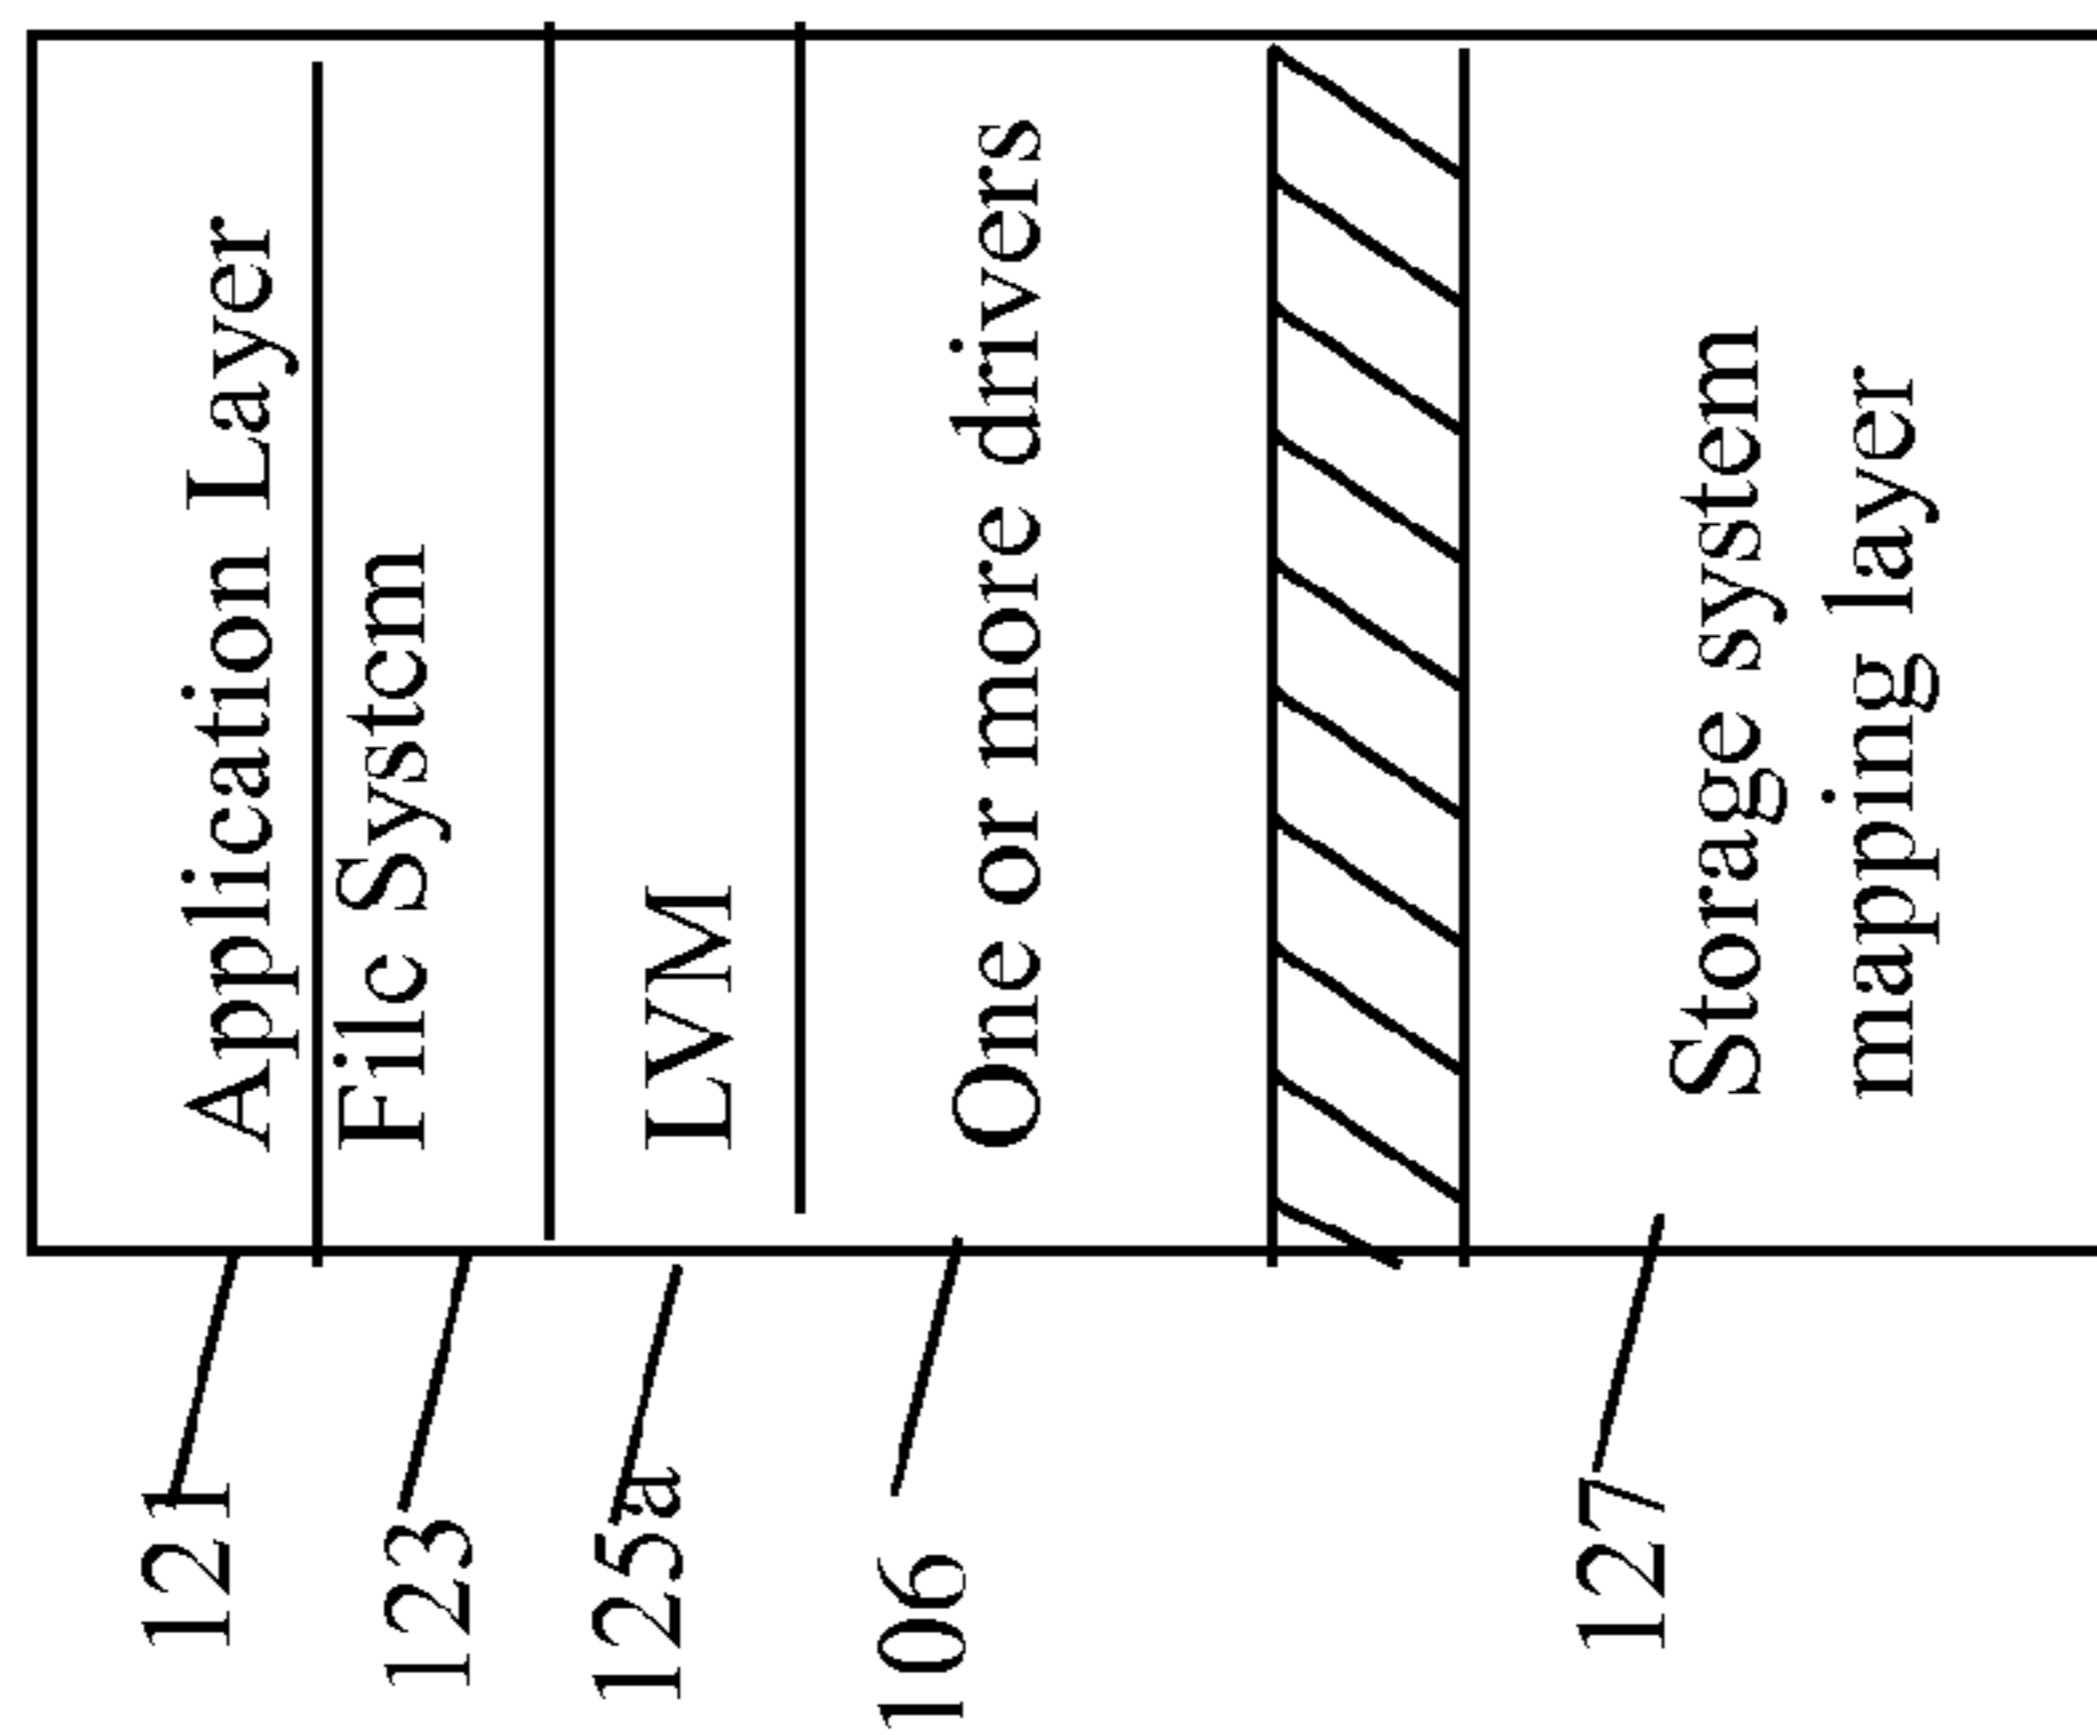 121 Application Layer
123 File System
125a LVM
106 One or more drivers
127 Storage system
mapping layer